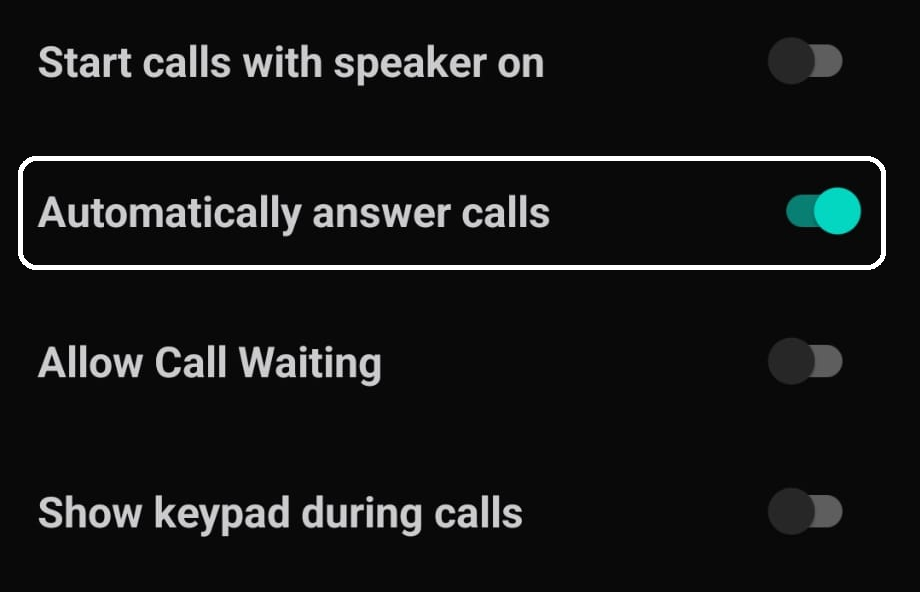 Start calls with speaker on
Automatically answer calls
Allow Call Waiting
Show keypad during calls